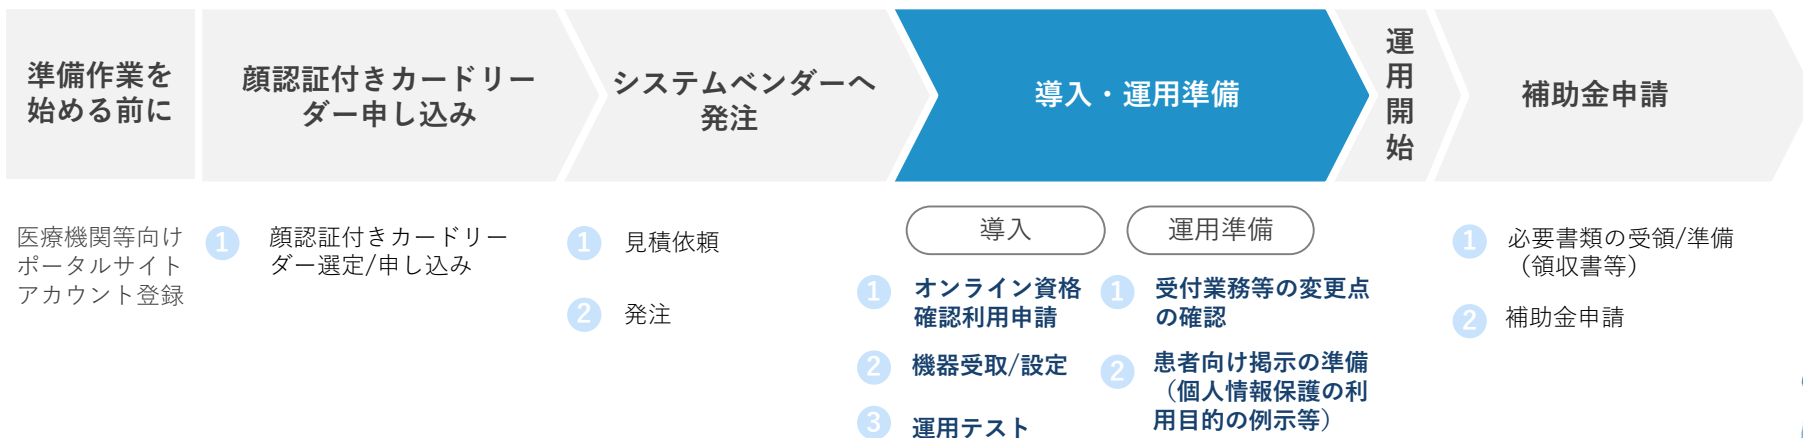 準備作業を
始める前に
顔認証付きカードリー
ダー申し込み
システムベンダーへ
発注
導入・運用準備
運
用
開
始
補助金申請
医療機関等向け
ポータルサイト
アカウント登録
1 顔認証付きカードリー
ダー選定/申し込み
1 見積依頼
2 発注
導入
1 オンライン資格
確認利用申請
2 機器受取/設定
3 運用テスト
運用準備
1 受付業務等の変更点
の確認
2 患者向け掲示の準備
（個人情報保護の利
用目的の例示等）
1 必要書類の受領/準備
（領収書等）
2 補助金申請